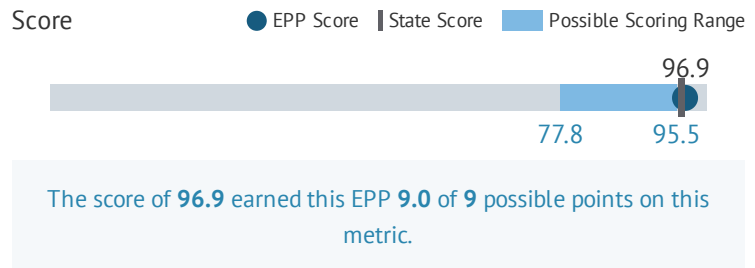 Score EPP Score State Score Possible Scoring Range
96.9
77.8 95.5
The score of 96.9 earned this EPP 9.0 of 9 possible points on this
metric.